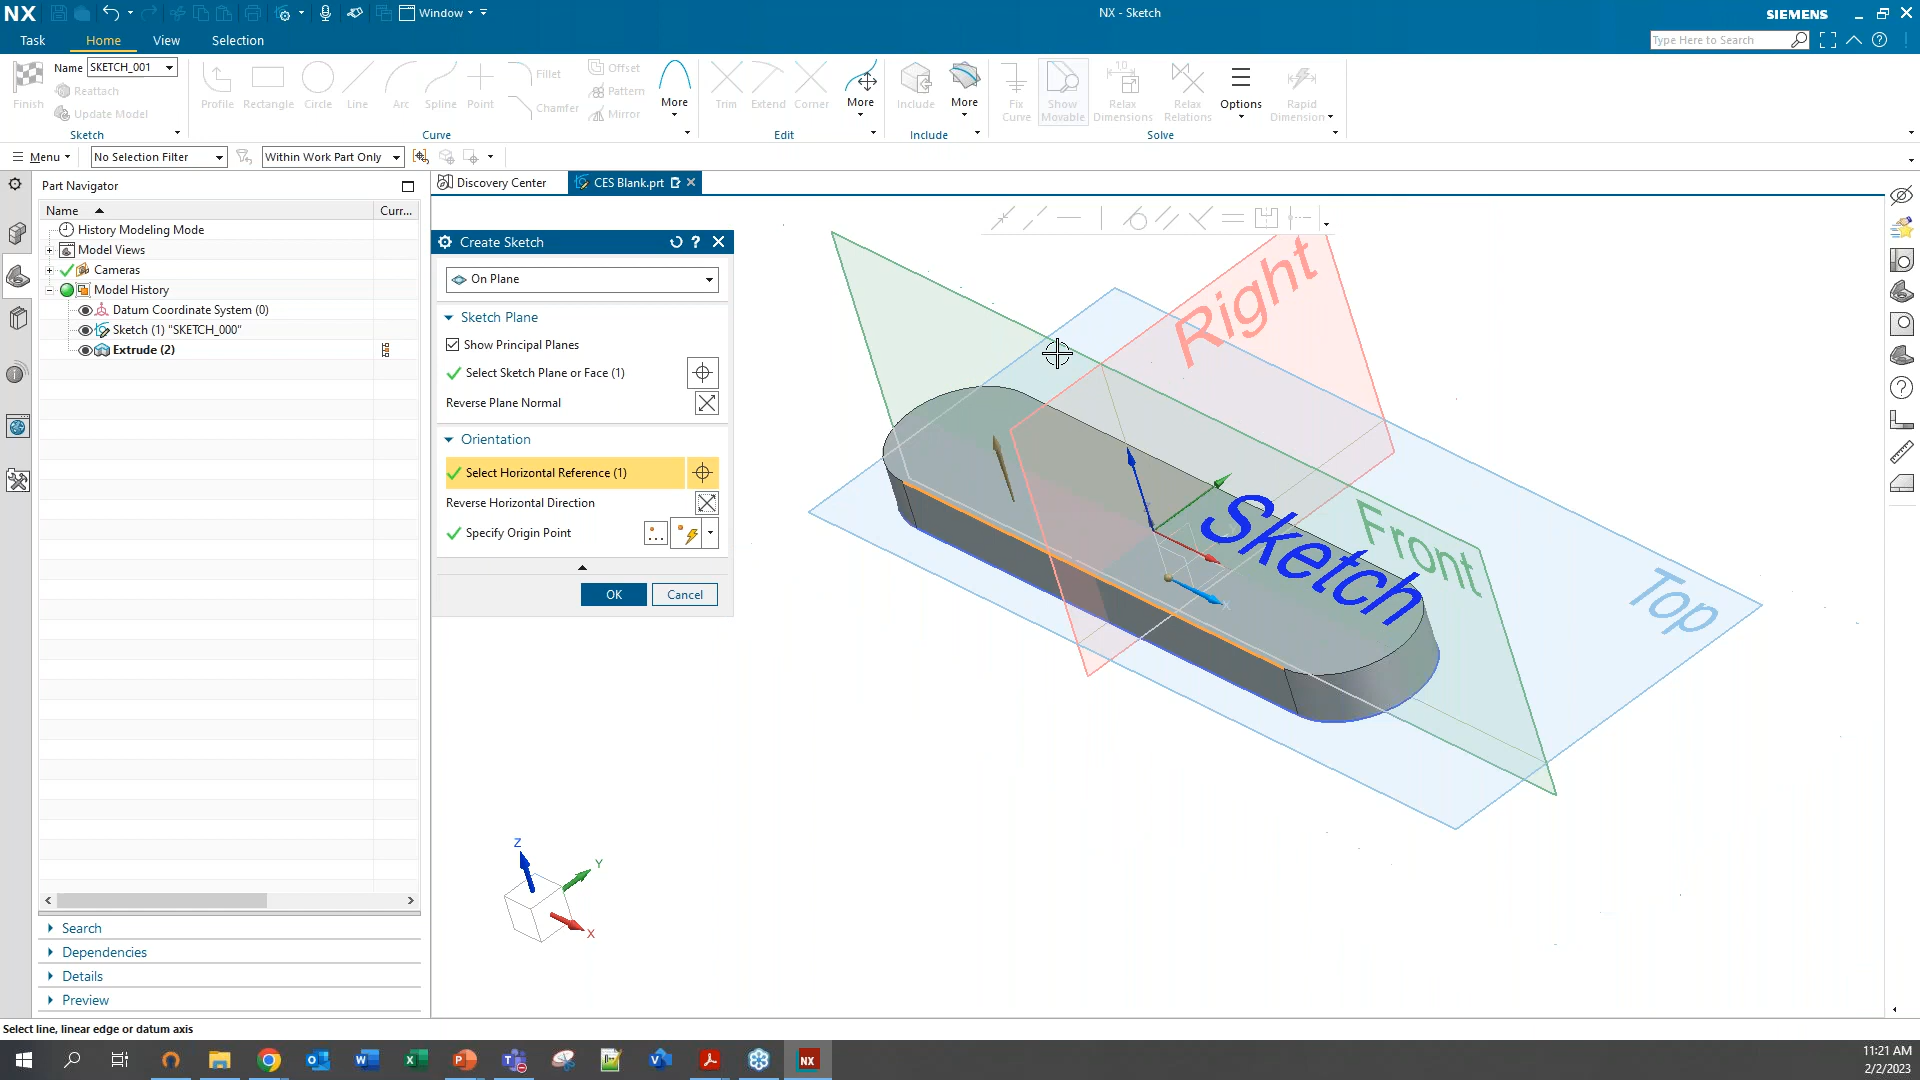 NX
Window
NX - Sketch
SIEMENS
Task
Home
View
Selection
Type Here to Search
Name
SKETCH_001
Finish
Reattach
Update Model
Sketch
Profile
Rectangle
Circle
Line
Arc
Spline
Point
Fillet
Chamfer
Offset
Pattern
Mirror
More
Curve
Trim
Extend
Corner
More
Edit
Include
More
Include
Fix
Curve
Show
Movable
Relax
Dimensions
Relax
Relations
Options
Rapid
Dimension
Solve
Menu
No Selection Filter
Within Work Part Only
Part Navigator
Discovery Center
CES Blank.prt
Name
Curr...
History Modeling Mode
Model Views
Cameras
Model History
Datum Coordinate System (0)
Sketch (1) "SKETCH_000"
Extrude (2)
Create Sketch
On Plane
Sketch Plane
Show Principal Planes
Select Sketch Plane or Face (1)
Reverse Plane Normal
Orientation
Select Horizontal Reference (1)
Reverse Horizontal Direction
Specify Origin Point
OK
Cancel
Right
Sketch
Front
Top
X
Z
Y
X
Search
Dependencies
Details
Preview
Select line, linear edge or datum axis
NX
11:21 AM
2/2/2023